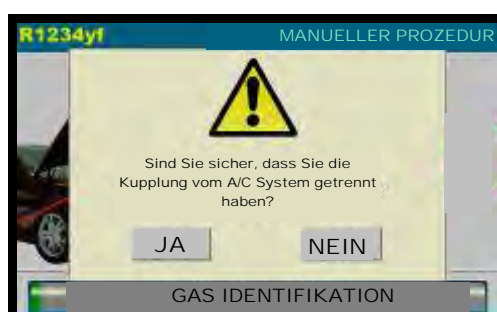 R1234yf MANUELLER PROZEDUR
Sind Sie sicher, dass Sie die
Kupplung vom A/C System getrennt
haben?
JA NEIN
GAS IDENTIFIKATION